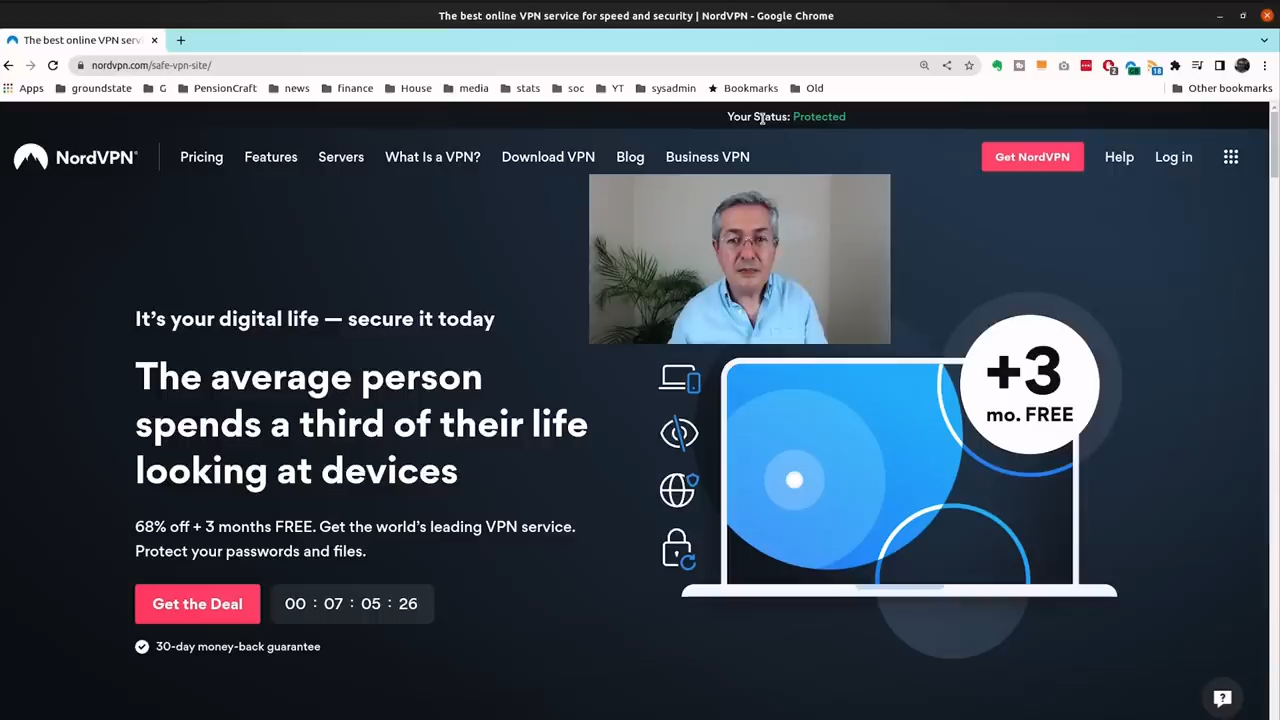 The best online VPN service for speed and security | NordVPN - Google Chrome
The best online VPN serv
nordvpn.com/safe-vpn-site/
2
GB
18
Apps groundstate G PensionCraft news finance House media stats soc YT sysadmin Bookmarks Old Other bookmarks
Your Status: Protected
NordVPN® Pricing Features Servers What Is a VPN? Download VPN Blog Business VPN Get NordVPN Help Log in
It's your digital life — secure it today
The average person
spends a third of their life
looking at devices
+3
mo. FREE
68% off + 3 months FREE. Get the world's leading VPN service.
Protect your passwords and files.
Get the Deal 00 : 07 : 05 : 26
30-day money-back guarantee
?